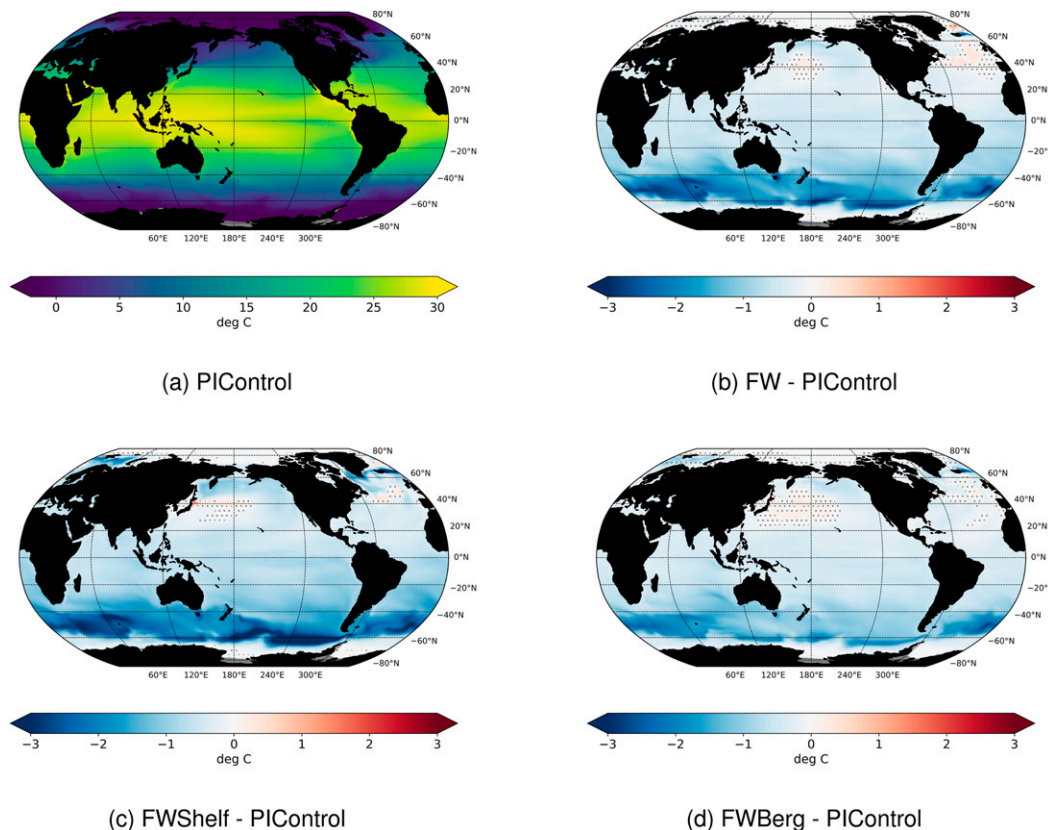 80°N
60°N
40°N
20°N
0°N
−20°N
−40°N
−60°N
−80°N
60°E 120°E 180°E 240°E 300°E
0 5 10 15 20 25 30
deg C
(a) PIControl
80°N
60°N
40°N
20°N
0°N
−20°N
−40°N
−60°N
−80°N
60°E 120°E 180°E 240°E 300°E
−3 −2 −1 0 1 2 3
deg C
(b) FW - PIControl
80°N
60°N
40°N
20°N
0°N
−20°N
−40°N
−60°N
−80°N
60°E 120°E 180°E 240°E 300°E
−3 −2 −1 0 1 2 3
deg C
(c) FWShelf - PIControl
80°N
60°N
40°N
20°N
0°N
−20°N
−40°N
−60°N
−80°N
60°E 120°E 180°E 240°E 300°E
−3 −2 −1 0 1 2 3
deg C
(d) FWBerg - PIControl